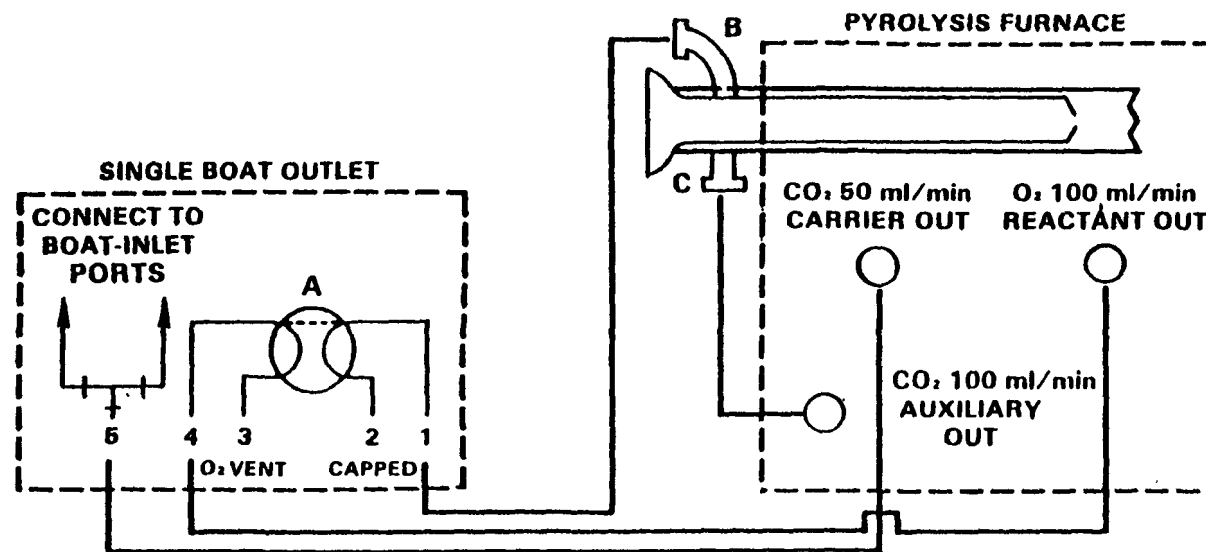 PYROLYSIS FURNACE
B
SINGLE BOAT OUTLET
CONNECT TO
BOAT-INLET
PORTS
A
C
CO₂ 50 ml/min
CARRIER OUT
O₂ 100 ml/min
REACTANT OUT
CO₂ 100 ml/min
AUXILIARY
OUT
5 4 3 2 1
O₂ VENT CAPPED